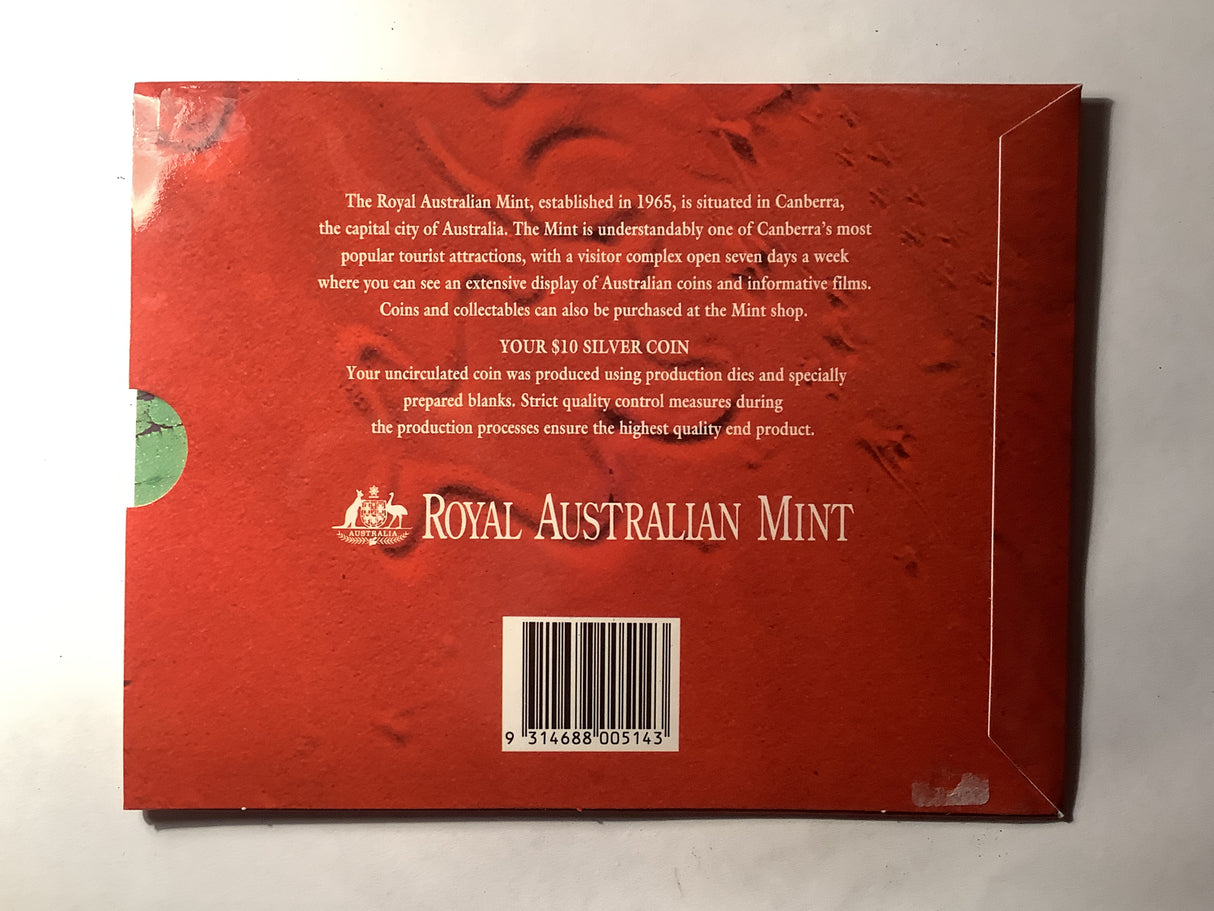 The Royal Australian Mint, established in 1965, is situated in Canberra,
the capital city of Australia. The Mint is understandably one of Canberra's most
popular tourist attractions, with a visitor complex open seven days a week
where you can see an extensive display of Australian coins and informative films.
Coins and collectables can also be purchased at the Mint shop.
YOUR $10 SILVER COIN
Your uncirculated coin was produced using production dies and specially
prepared blanks. Strict quality control measures during
the production processes ensure the highest quality end product.
AUSTRALIA
ROYAL AUSTRALIAN MINT
9 314688 005143